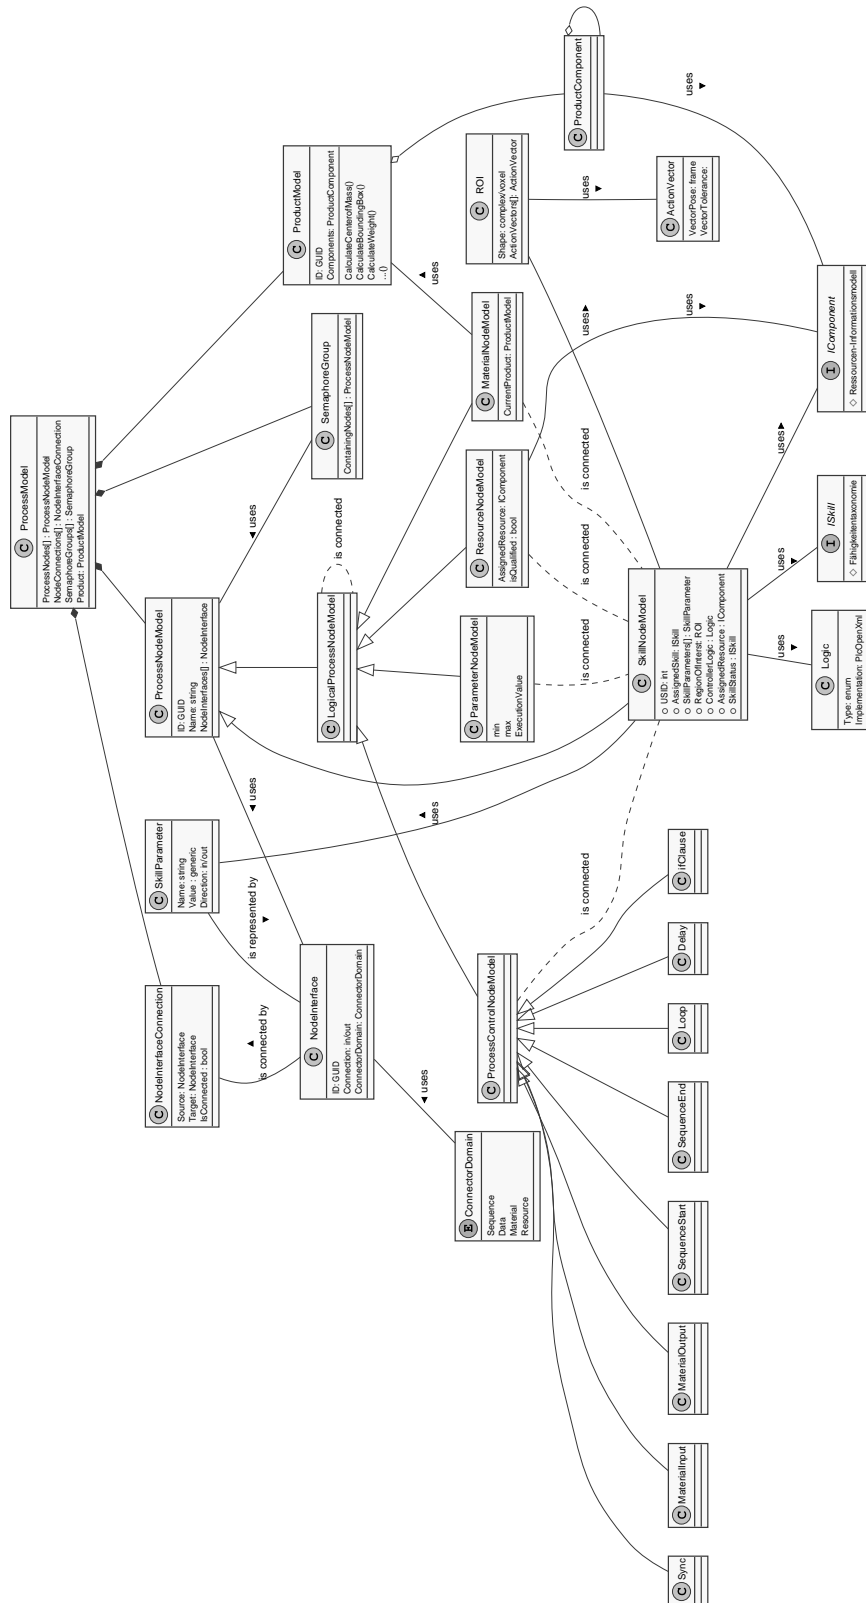 C ProcessModel
ProcessNodes[] : ProcessNodeModel
NodeConnections[] : NodeInterfaceConnection
SemaphoreGroups[] : SemaphoreGroup
Product: ProductModel
C NodeInterfaceConnection
Source: NodeInterface
Target: NodeInterface
IsConnected : bool
C SkillParameter
Name: string
Value : generic
Direction: in/out
C ProcessNodeModel
ID: GUID
Name: string
NodeInterfaces[] : NodeInterface
C SemaphoreGroup
ContainingNodes[] : ProcessNodeModel
C ProductModel
ID: GUID
Components: ProductComponent
CalculateCenterofMass()
CalculateBoundingBox()
CalculateWeight()
...()
is connected by
is represented by
uses
uses
C NodeInterface
ID: GUID
Connection: in/out
ConnectorDomain: ConnectorDomain
C LogicalProcessNodeModel
is connected
uses
uses
uses
E ConnectorDomain
Sequence
Data
Material
Resource
C ProcessControlNodeModel
C ParameterNodeModel
min
max
ExecutionValue
C ResourceNodeModel
AssignedResource: IComponent
isQualified : bool
C MaterialNodeModel
CurrentProduct: ProductModel
C ROI
Shape: complex/voxel
ActionVectors[]: ActionVector
C ProductComponent
is connected
is connected
is connected
is connected
uses
uses
C Sync
C MaterialInput
C MaterialOutput
C SequenceStart
C SequenceEnd
C Loop
C Delay
C ifClause
C SkillNodeModel
USID: int
AssignedSkill: ISkill
SkillParameters[] : SkillParameter
RegionOfInterst: ROI
ControllerLogic : Logic
AssignedResource : IComponent
SkillStatus : ISkill
C ActionVector
VectorPose: frame
VectorTolerance:
uses
uses
uses
uses
uses
C Logic
Type: enum
Implementation: PlcOpenXml
I ISkill
Fähigkeitentaxonomie
I IComponent
Ressourcen-Informationsmodell